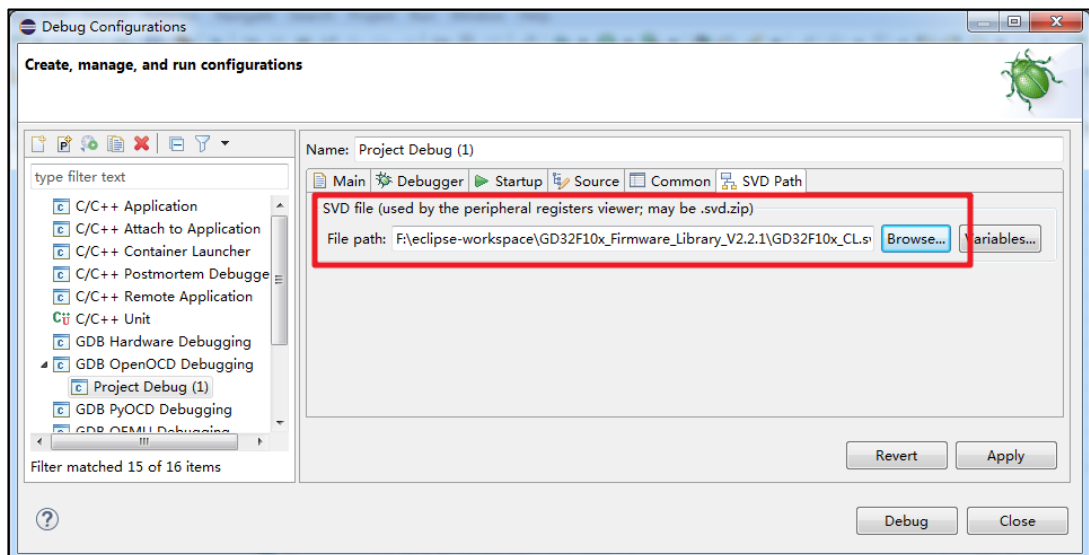 Debug Configurations
Create, manage, and run configurations
Name: Project Debug (1)
type filter text
Main Debugger Startup Source Common SVD Path
SVD file (used by the peripheral registers viewer; may be .svd.zip)
File path: F:\eclipse-workspace\GD32F10x_Firmware_Library_V2.2.1\GD32F10x_CL.sv Browse... Variables...
C/C++ Application
C/C++ Attach to Application
C/C++ Container Launcher
C/C++ Postmortem Debugge
C/C++ Remote Application
C/C++ Unit
GDB Hardware Debugging
GDB OpenOCD Debugging
Project Debug (1)
GDB PyOCD Debugging
GDB QEMU Debugging
Filter matched 15 of 16 items
Revert Apply
Debug Close